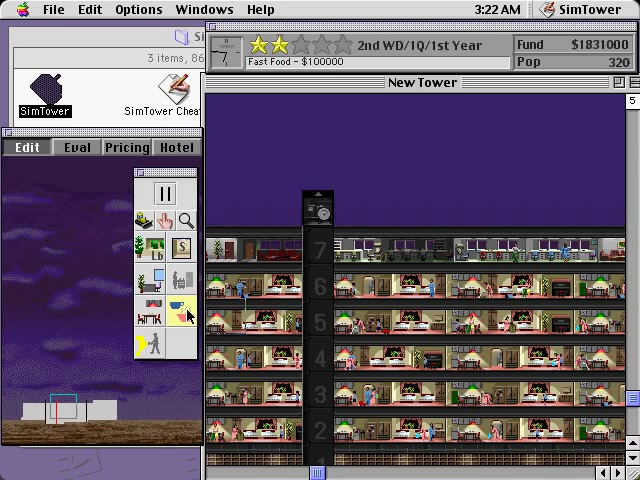 File Edit Options Windows Help 3:22 AM SimTower
3 items, 86
SimTower
SimTower Chea
2nd WD/1Q/1st Year
Fast Food - $100000
Fund $1831000
Pop 320
New Tower
Edit Eval Pricing Hotel
Lb
S
5
7
6
5
4
3
2